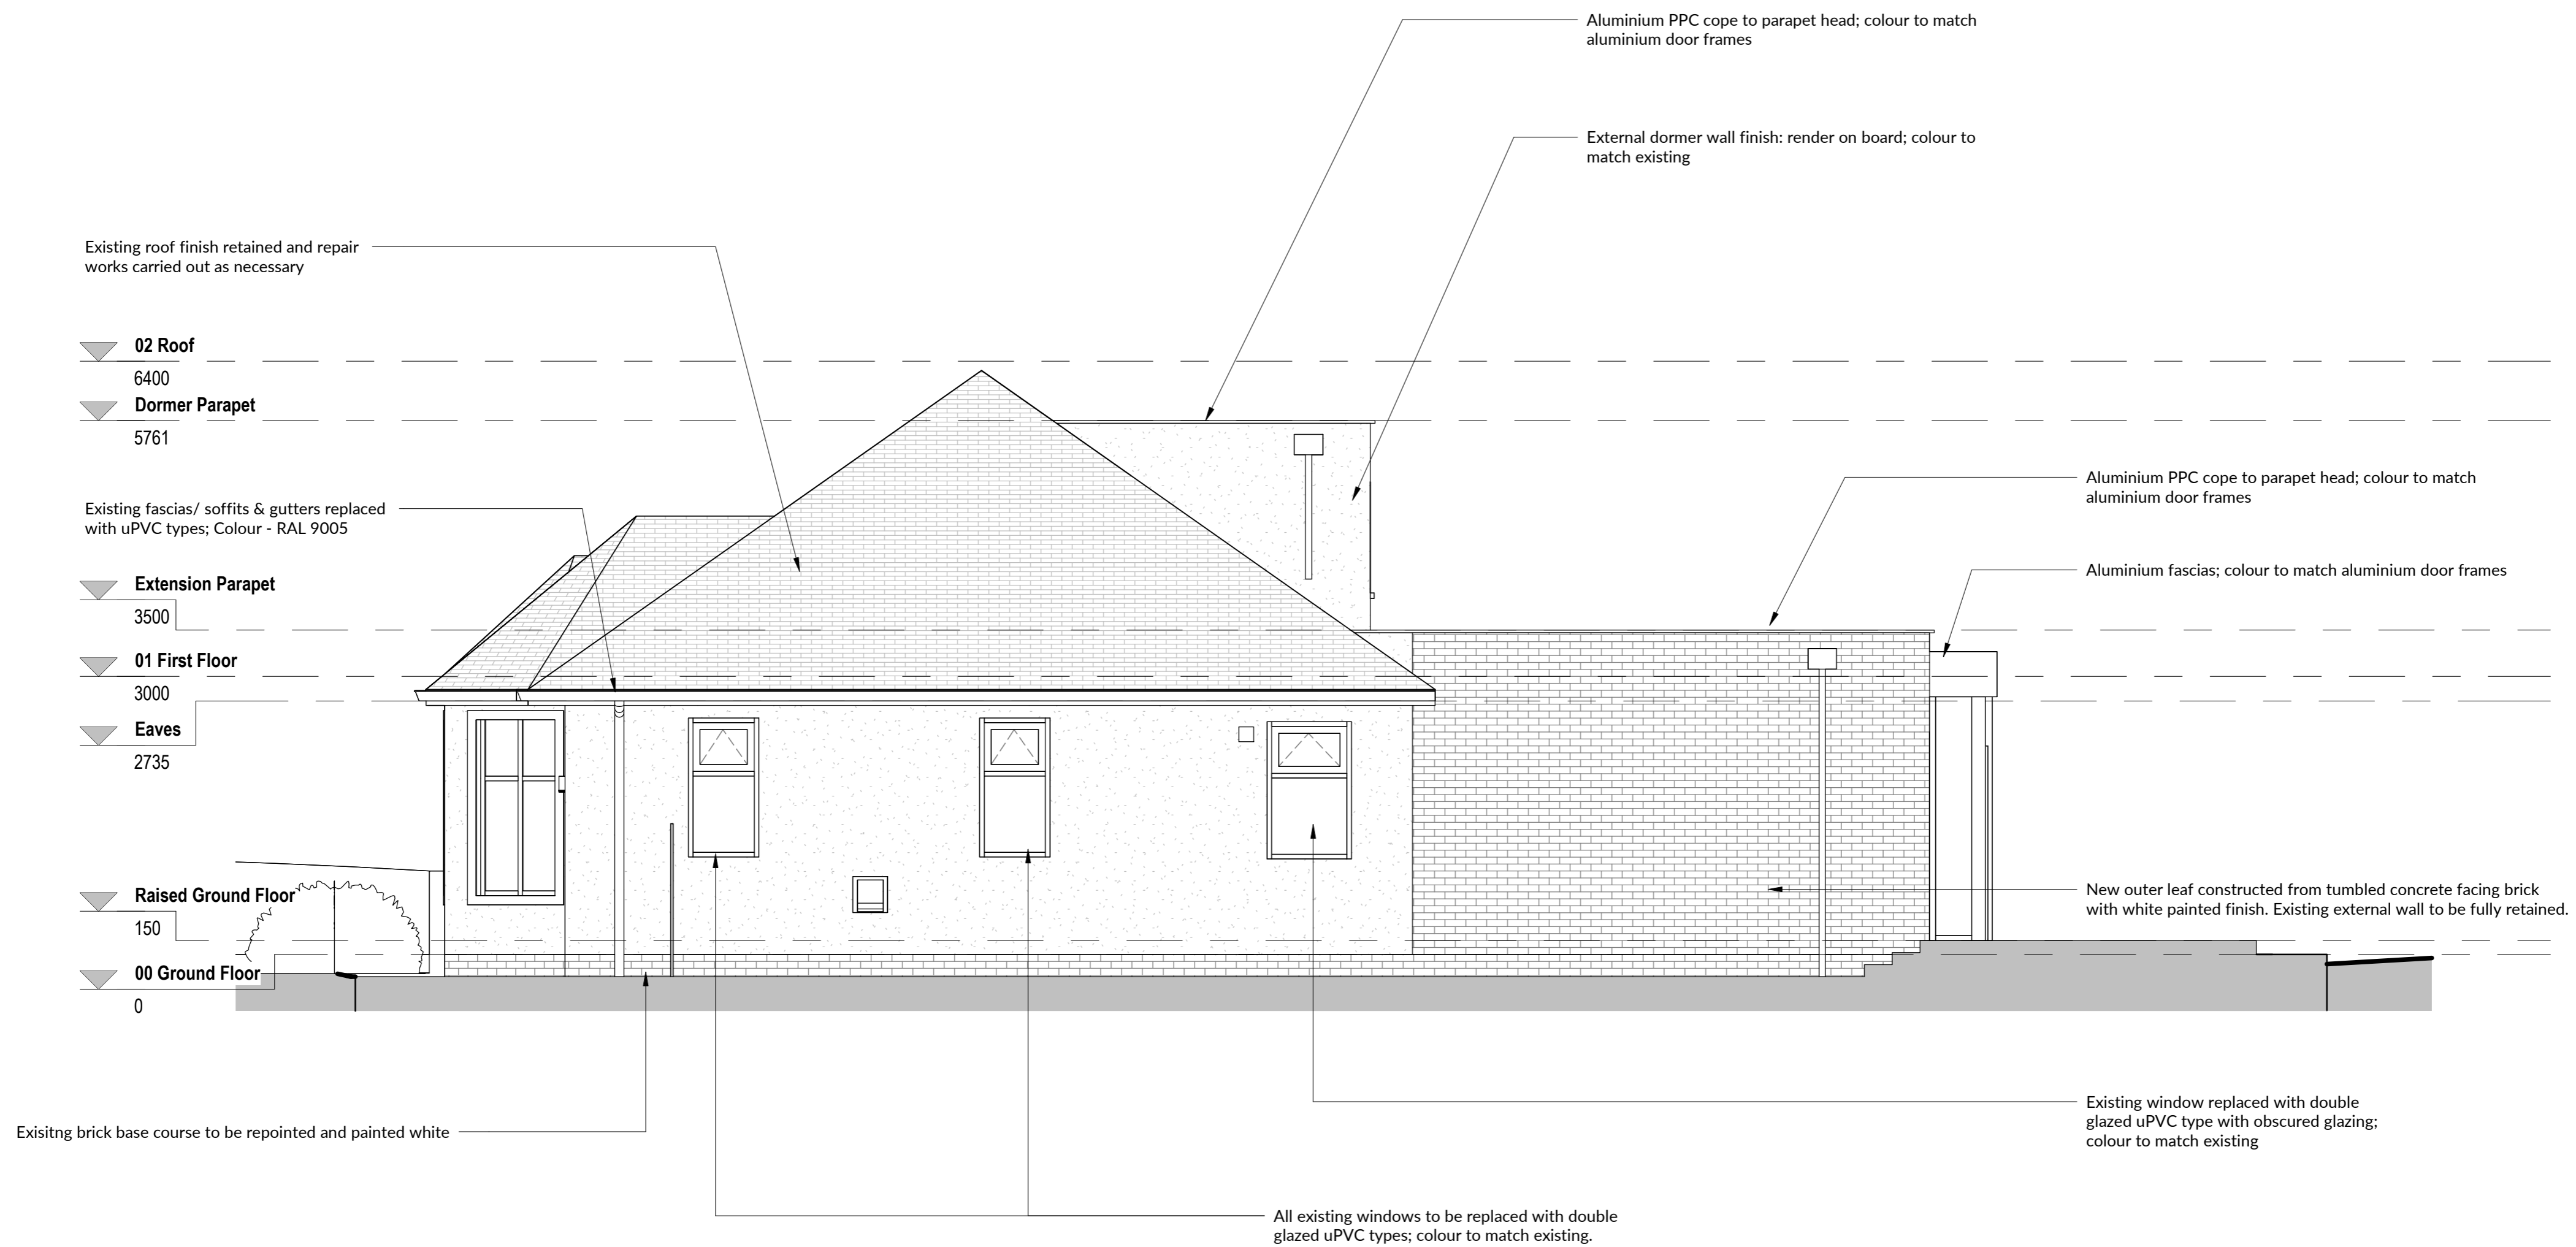 Aluminium PPC cope to parapet head; colour to match
aluminium door frames
External dormer wall finish: render on board; colour to
match existing
Existing roof finish retained and repair
works carried out as necessary
02 Roof
6400
Dormer Parapet
5761
Aluminium PPC cope to parapet head; colour to match
aluminium door frames
Existing fascias/ soffits & gutters replaced
with uPVC types; Colour - RAL 9005
Aluminium fascias; colour to match aluminium door frames
Extension Parapet
3500
01 First Floor
3000
Eaves
2735
Raised Ground Floor
150
New outer leaf constructed from tumbled concrete facing brick
with white painted finish. Existing external wall to be fully retained.
00 Ground Floor
0
Exisitng brick base course to be repointed and painted white
Existing window replaced with double
glazed uPVC type with obscured glazing;
colour to match existing
All existing windows to be replaced with double
glazed uPVC types; colour to match existing.